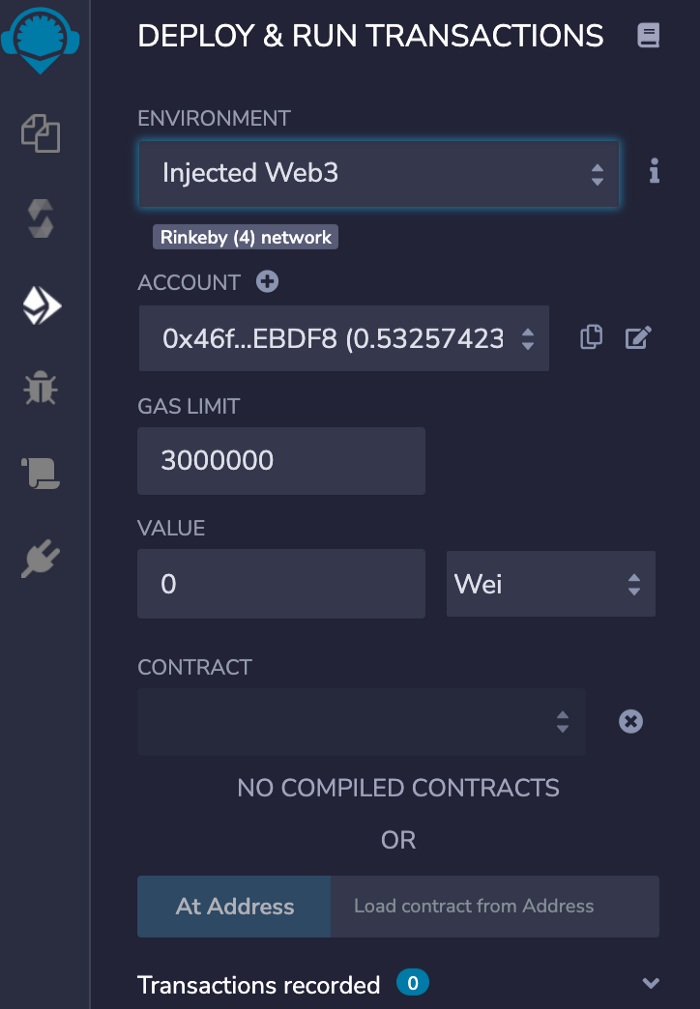 DEPLOY & RUN TRANSACTIONS
ENVIRONMENT
Injected Web3
Rinkeby (4) network
ACCOUNT
0x46f...EBDF8 (0.53257423
GAS LIMIT
3000000
VALUE
0 Wei
CONTRACT
NO COMPILED CONTRACTS
OR
At Address Load contract from Address
Transactions recorded 0